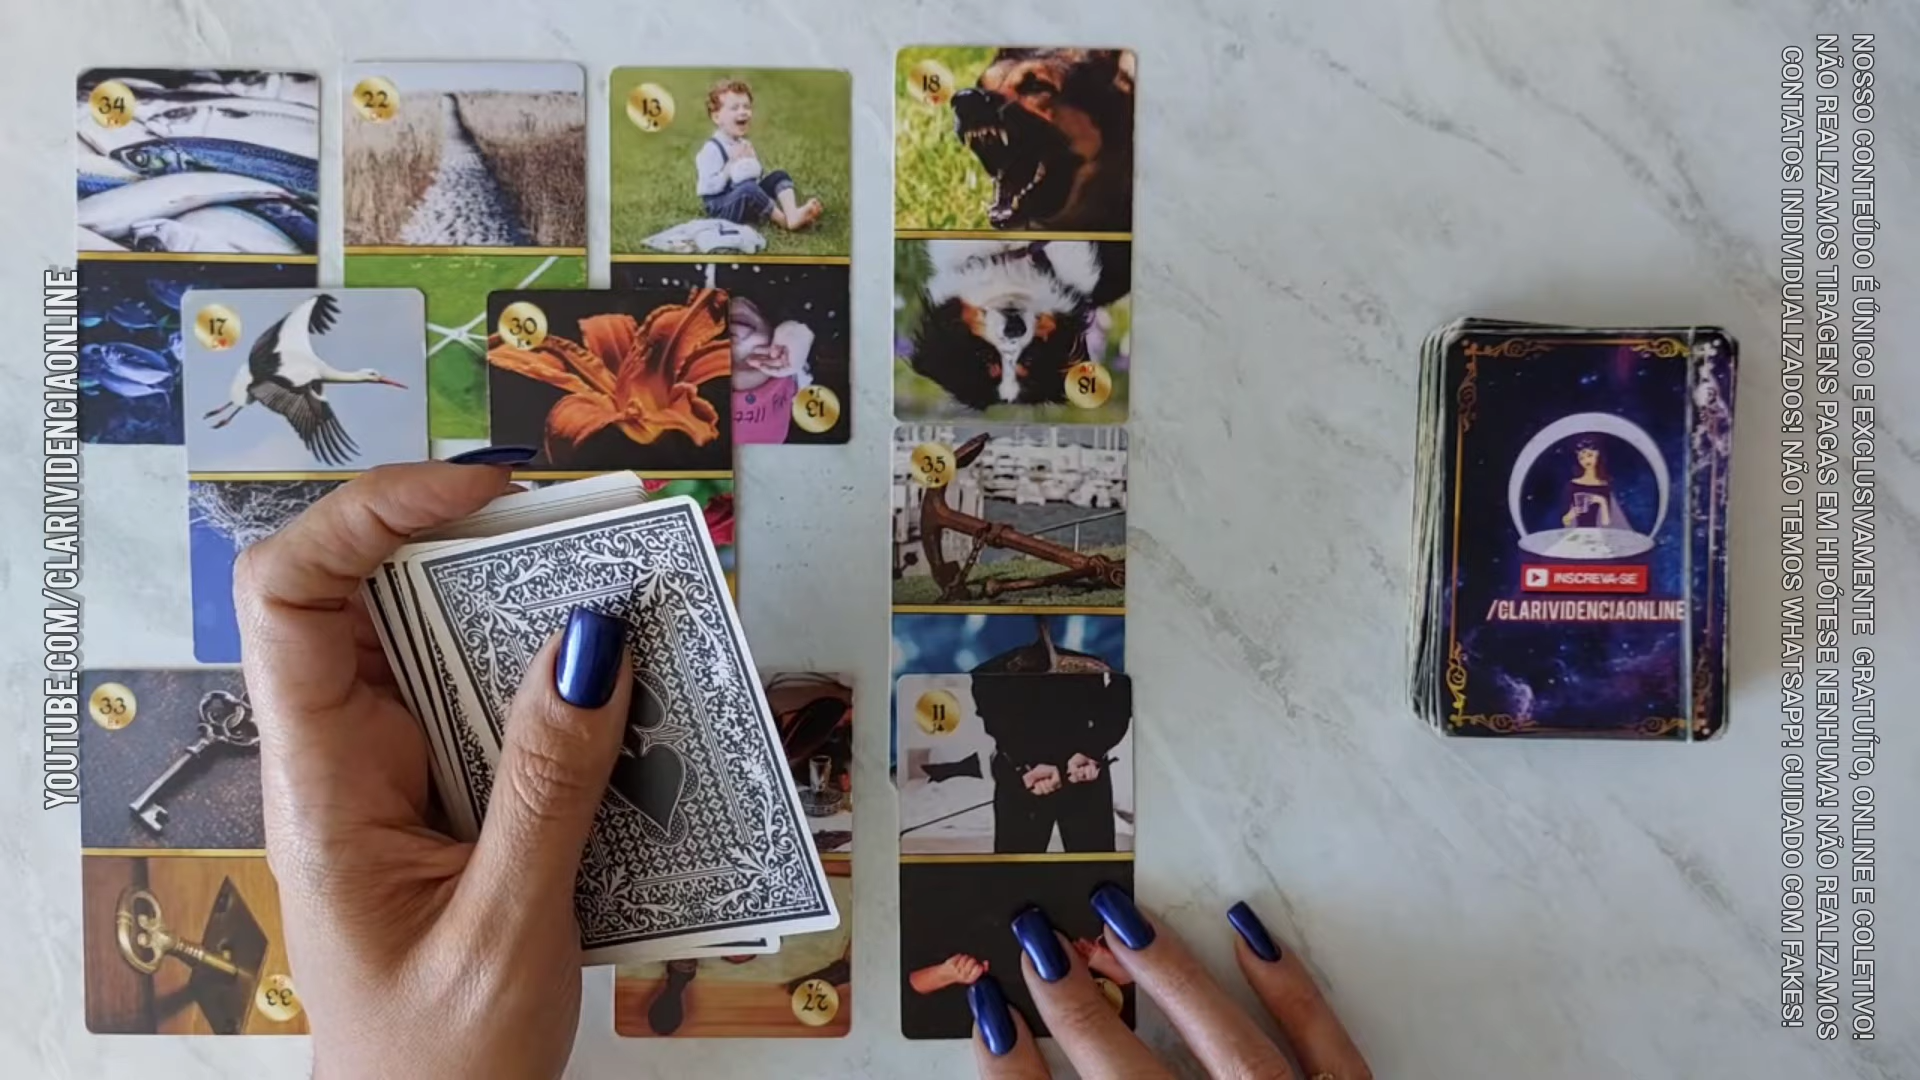 YOUTUBE.COM/CLARIVIDENCIAONLINE
34
22
13
18
17
30
13
18
35
33
11
33
27
INSCREVA-SE
/CLARIVIDENCIAONLINE
NOSSO CONTEÚDO É ÚNICO E EXCLUSIVAMENTE GRATUÍTO, ONLINE E COLETIVO!
NÃO REALIZAMOS TIRAGENS PAGAS EM HIPÓTESE NENHUMA! NÃO REALIZAMOS
CONTATOS INDIVIDUALIZADOS! NÃO TEMOS WHATSAPP! CUIDADO COM FAKES!